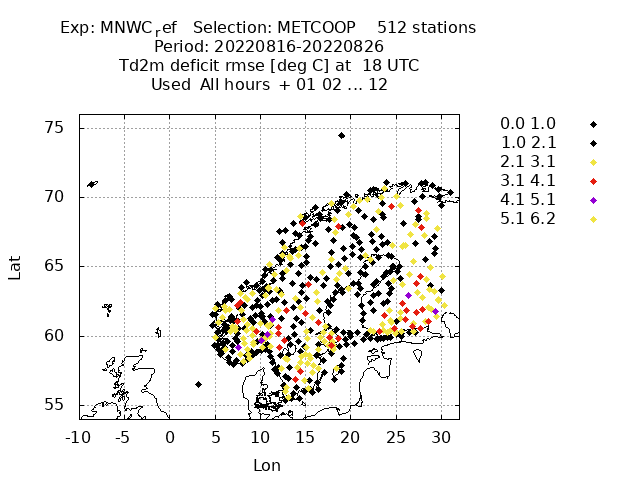 Exp: MNWCref   Selection: METCOOP    512 stations
Period: 20220816-20220826
Td2m deficit rmse [deg C] at  18 UTC
Used  All hours  + 01 02 ... 12
0.0 1.0
1.0 2.1
2.1 3.1
3.1 4.1
4.1 5.1
5.1 6.2
75
70
65
60
55
Lat
-10 -5 0 5 10 15 20 25 30
Lon